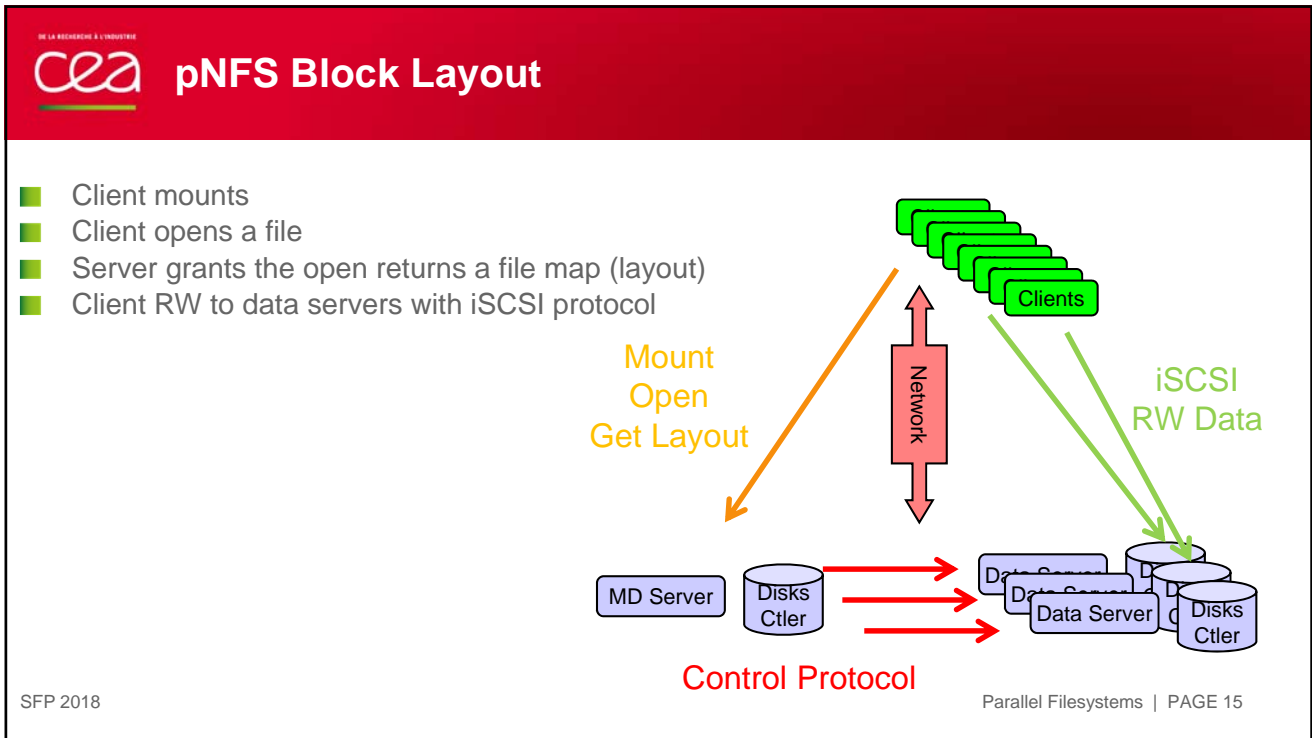 DE LA RECHERCHE À L'INDUSTRIE
cea
pNFS Block Layout
Client mounts
Client opens a file
Server grants the open returns a file map (layout)
Client RW to data servers with iSCSI protocol
Clients
Mount
Open
Get Layout
Network
iSCSI
RW Data
MD Server
Disks
Ctler
Data Server
Data Server
Data Server
Disks
Ctler
Control Protocol
SFP 2018
Parallel Filesystems | PAGE 15